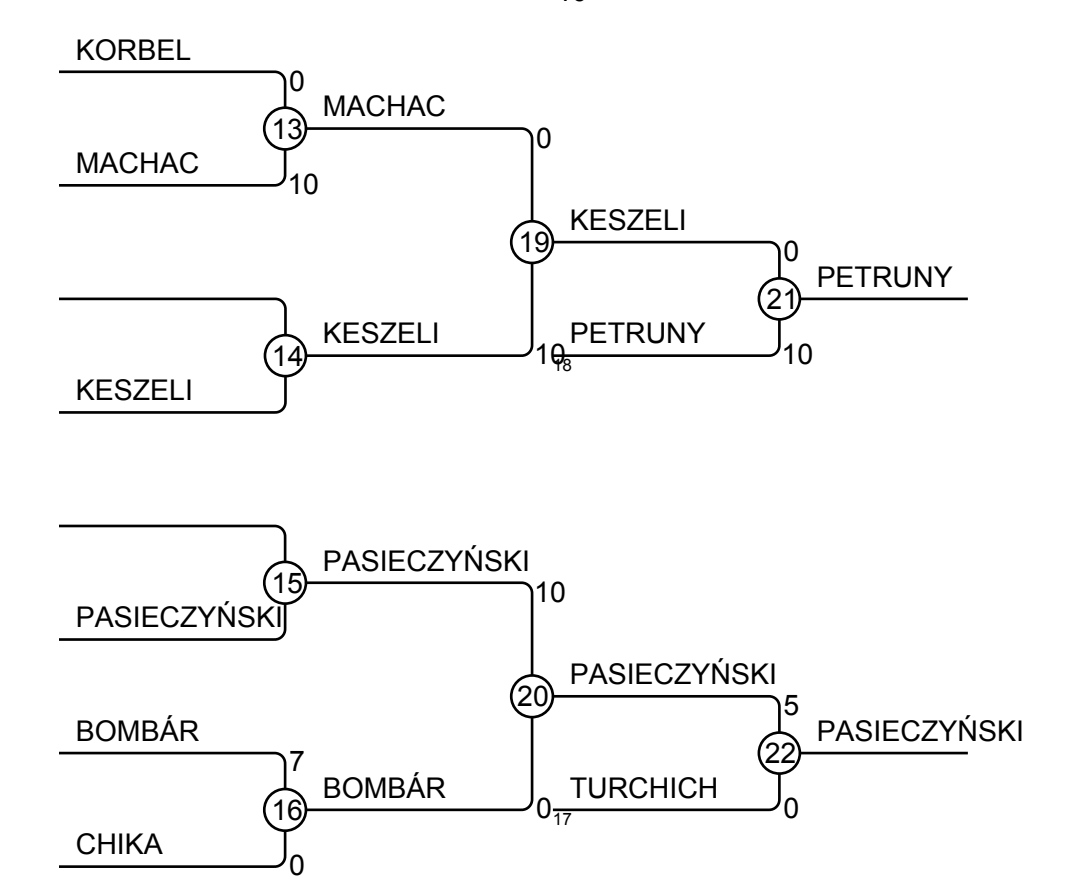 KORBEL
0
MACHAC
13
0
MACHAC
10
KESZELI
19
0
PETRUNY
21
KESZELI
PETRUNY
14
10
18
10
KESZELI
PASIECZYŃSKI
15
10
PASIECZYŃSKI
PASIECZYŃSKI
20
5
BOMBÁR
PASIECZYŃSKI
7
22
BOMBÁR
TURCHICH
16
0
17
0
CHIKA
0